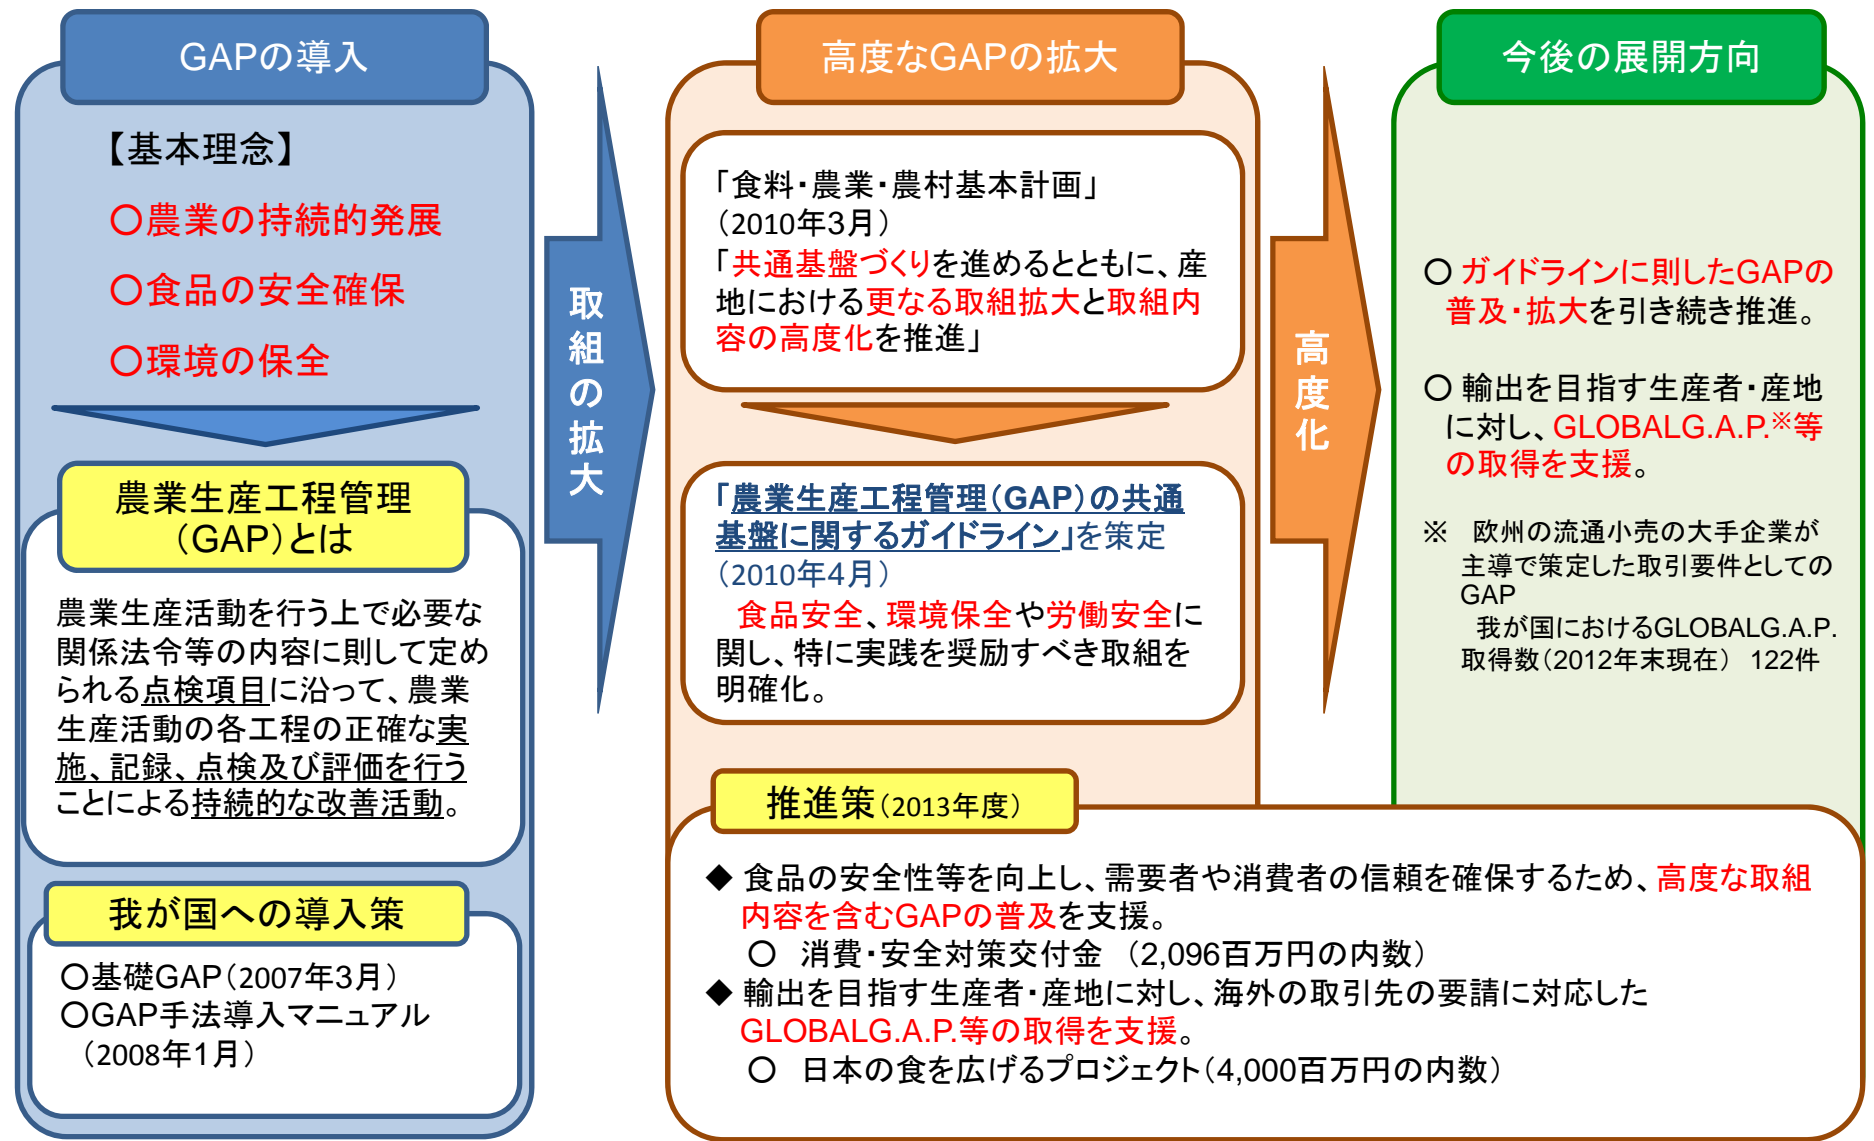 GAPの導入
【基本理念】
〇農業の持続的発展
〇食品の安全確保
〇環境の保全
農業生産工程管理
（GAP）とは
農業生産活動を行う上で必要な
関係法令等の内容に則して定め
られる点検項目に沿って、農業
生産活動の各工程の正確な実
施、記録、点検及び評価を行う
ことによる持続的な改善活動。
我が国への導入策
〇基礎GAP（2007年3月）
〇GAP手法導入マニュアル
（2008年1月）
取組の拡大
高度なGAPの拡大
「食料・農業・農村基本計画」
（2010年3月）
「共通基盤づくりを進めるとともに、産
地における更なる取組拡大と取組内
容の高度化を推進」
「農業生産工程管理（GAP）の共通
基盤に関するガイドライン」を策定
（2010年4月）
食品安全、環境保全や労働安全に
関し、特に実践を奨励すべき取組を
明確化。
高度化
今後の展開方向
〇 ガイドラインに則したGAPの
普及・拡大を引き続き推進。
〇 輸出を目指す生産者・産地
に対し、GLOBALG.A.P.※等
の取得を支援。
※　欧州の流通小売の大手企業が
主導で策定した取引要件としての
GAP
我が国におけるGLOBALG.A.P.
取得数（2012年末現在）　122件
推進策（2013年度）
◆ 食品の安全性等を向上し、需要者や消費者の信頼を確保するため、高度な取組
内容を含むGAPの普及を支援。
〇　消費・安全対策交付金　（2,096百万円の内数）
◆ 輸出を目指す生産者・産地に対し、海外の取引先の要請に対応した
GLOBALG.A.P.等の取得を支援。
〇　日本の食を広げるプロジェクト（4,000百万円の内数）